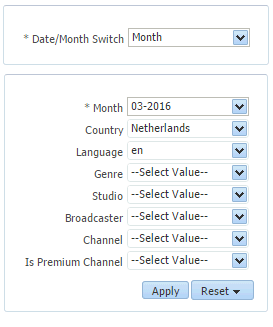 * Date/Month Switch Month
* Month 03-2016
Country Netherlands
Language en
Genre --Select Value--
Studio --Select Value--
Broadcaster --Select Value--
Channel --Select Value--
Is Premium Channel --Select Value--
Apply Reset